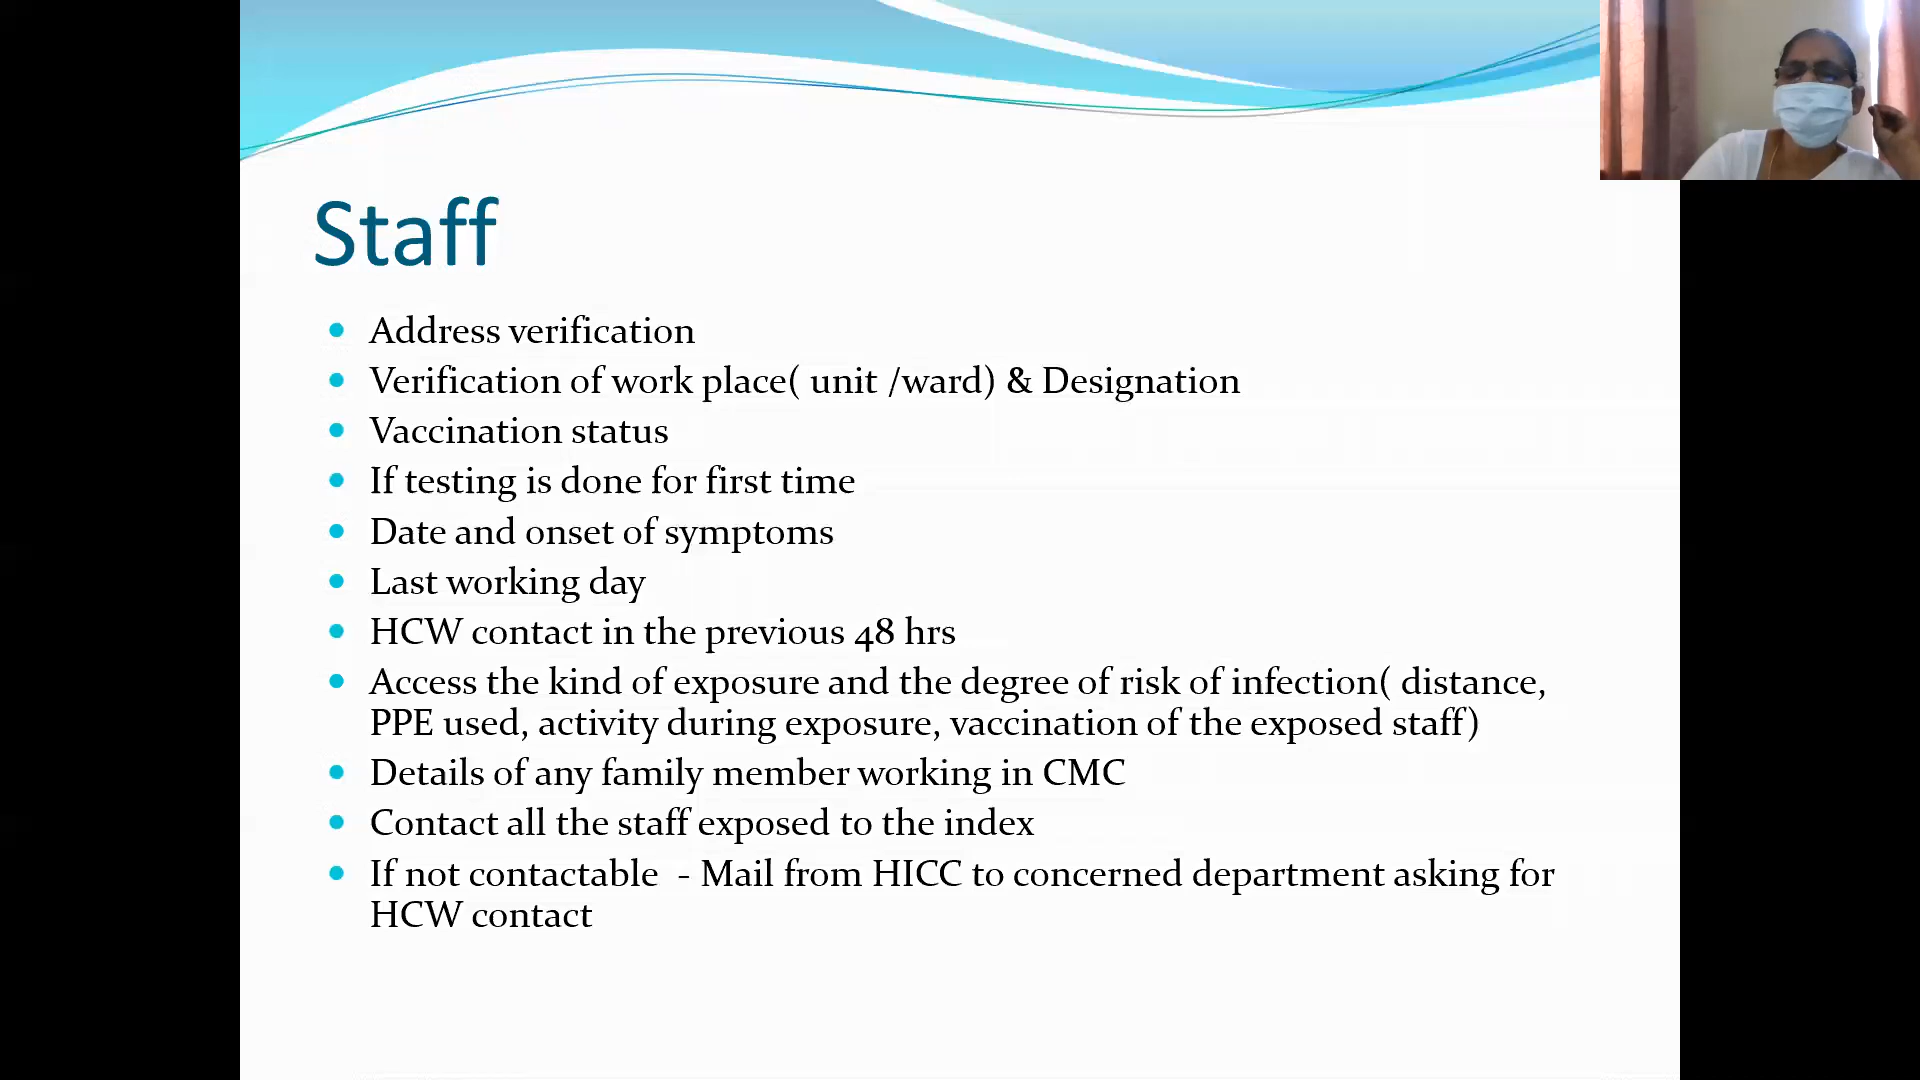 Staff
Address verification
Verification of work place( unit /ward) & Designation
Vaccination status
If testing is done for first time
Date and onset of symptoms
Last working day
HCW contact in the previous 48 hrs
Access the kind of exposure and the degree of risk of infection( distance,
PPE used, activity during exposure, vaccination of the exposed staff)
Details of any family member working in CMC
Contact all the staff exposed to the index
If not contactable  - Mail from HICC to concerned department asking for
HCW contact